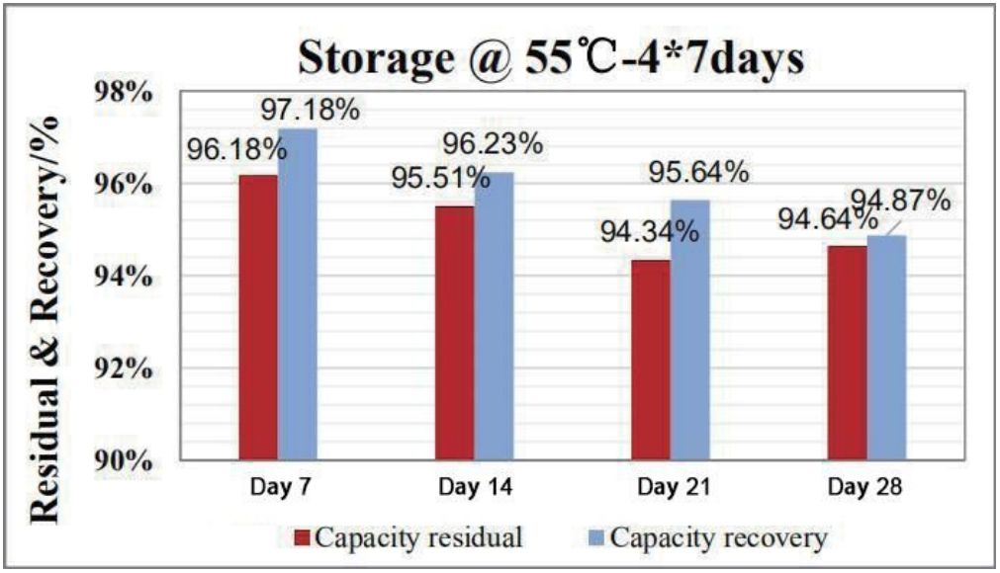 Storage @ 55℃-4*7days
Residual & Recovery/%
98%
96%
94%
92%
90%
96.18%
97.18%
95.51%
96.23%
94.34%
95.64%
94.64%
94.87%
Day 7
Day 14
Day 21
Day 28
Capacity residual
Capacity recovery